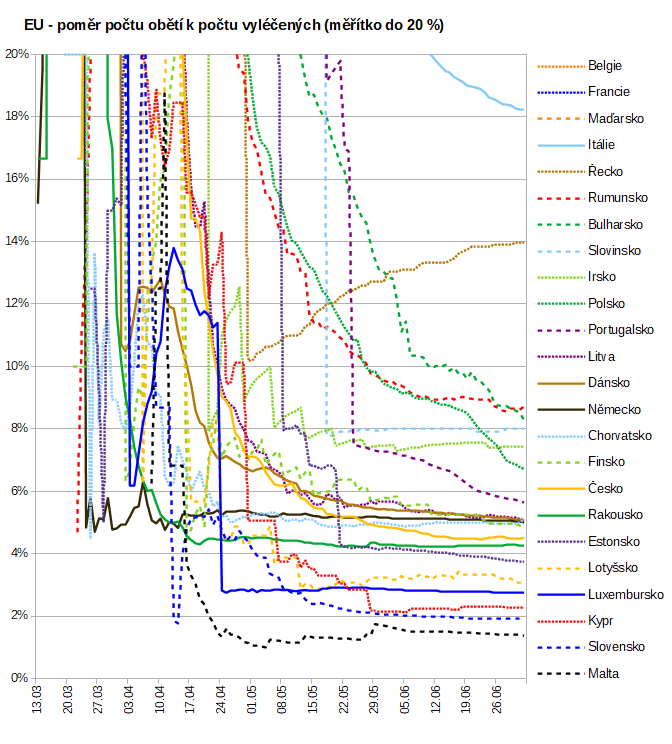 EU - poměr počtu obětí k počtu vyléčených (měřítko do 20 %)
20%
18%
16%
14%
12%
10%
8%
6%
4%
2%
0%
13.03
20.03
27.03
03.04
10.04
17.04
24.04
01.05
08.05
15.05
22.05
29.05
05.06
12.06
19.06
26.06
Belgie
Francie
Maďarsko
Itálie
Řecko
Rumunsko
Bulharsko
Slovinsko
Irsko
Polsko
Portugalsko
Litva
Dánsko
Německo
Chorvatsko
Finsko
Česko
Rakousko
Estonsko
Lotyšsko
Luxembursko
Kypr
Slovensko
Malta